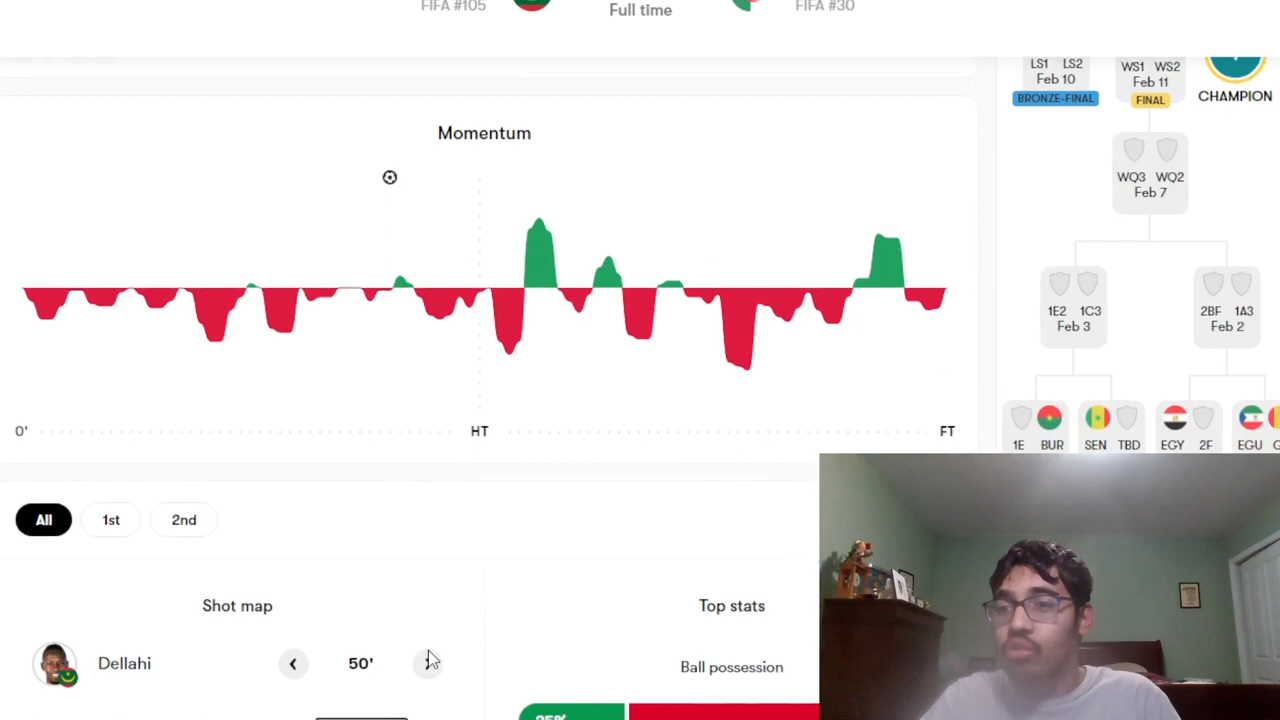 FIFA #105
Full time
FIFA #30
Momentum
0'
HT
FT
All
1st
2nd
Shot map
Dellahi
50'
Top stats
Ball possession
LS1 LS2
Feb 10
BRONZE-FINAL
WS1 WS2
Feb 11
FINAL
CHAMPION
WQ3 WQ2
Feb 7
1E2 1C3
Feb 3
2BF 1A3
Feb 2
1E BUR
SEN TBD
EGY 2F
EGU